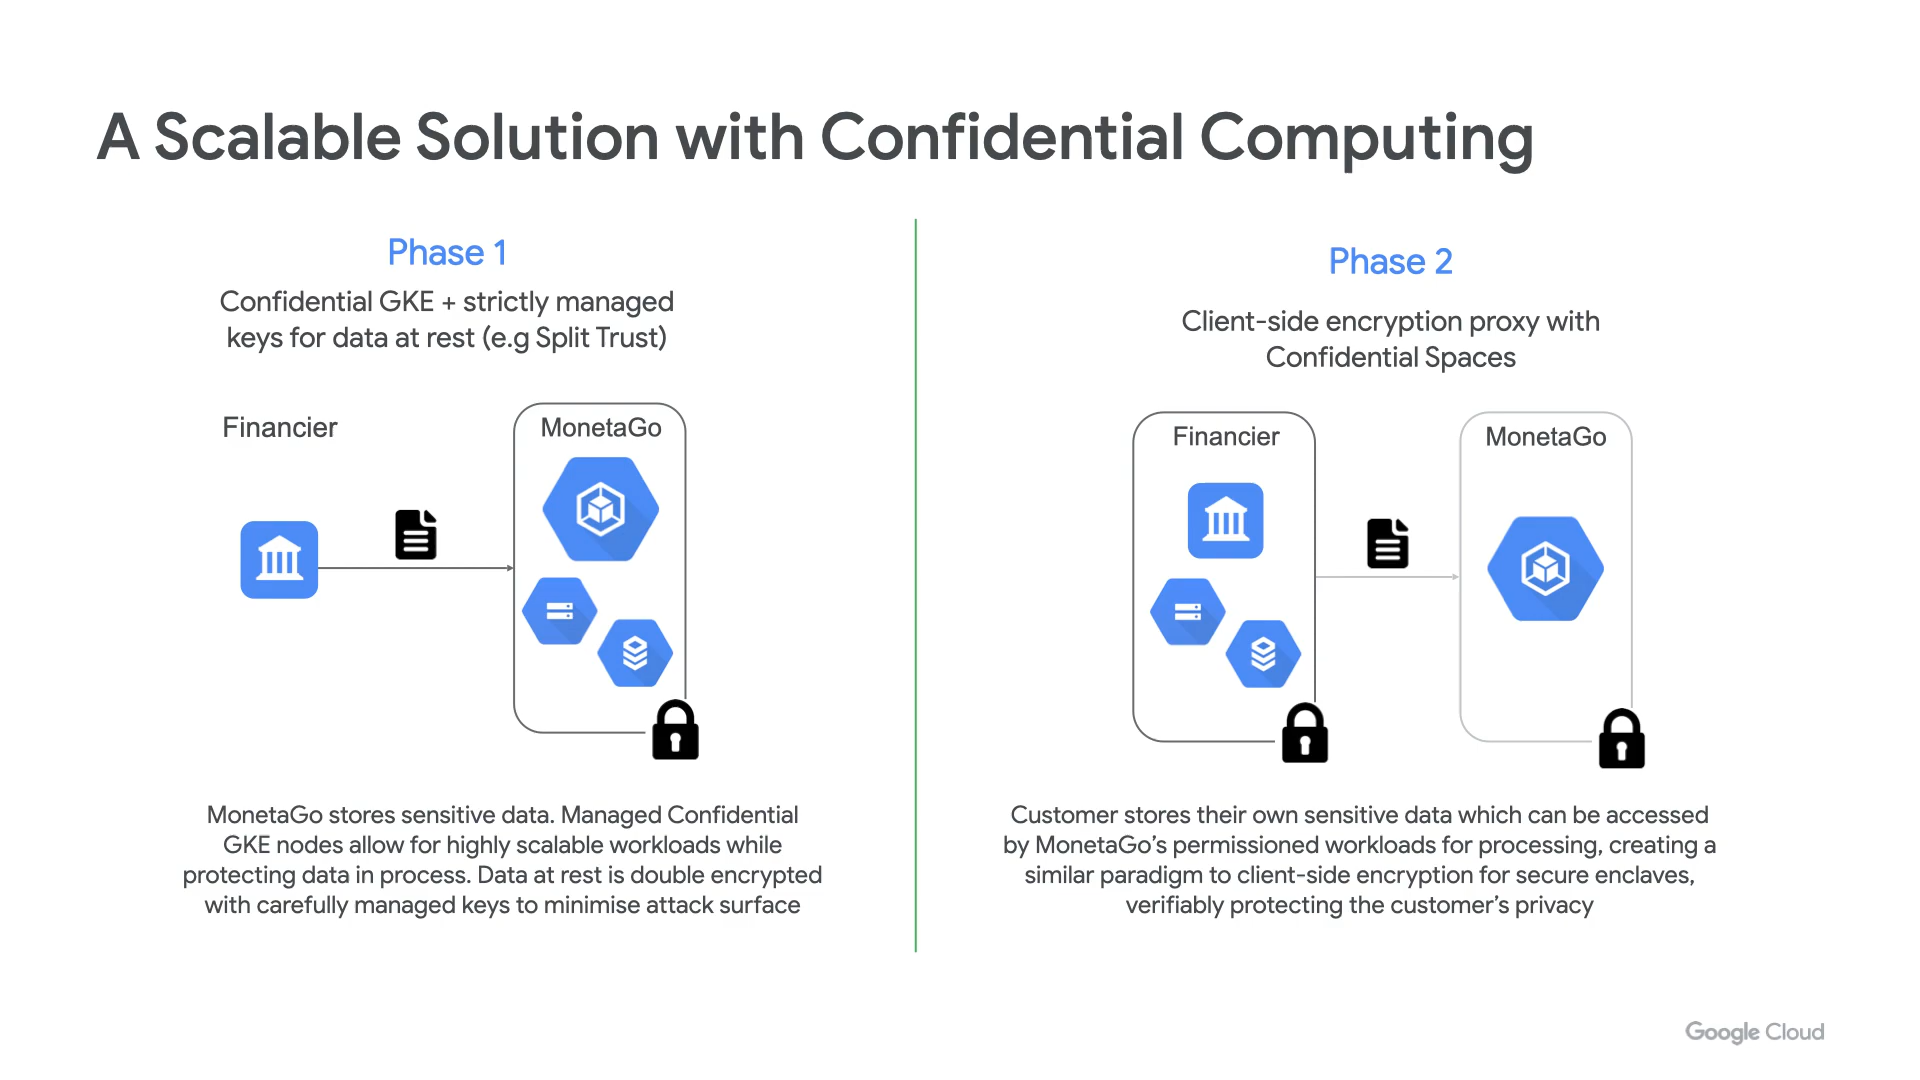 A Scalable Solution with Confidential Computing
Phase 1
Confidential GKE + strictly managed
keys for data at rest (e.g Split Trust)
Financier
MonetaGo
MonetaGo stores sensitive data. Managed Confidential
GKE nodes allow for highly scalable workloads while
protecting data in process. Data at rest is double encrypted
with carefully managed keys to minimise attack surface
Phase 2
Client-side encryption proxy with
Confidential Spaces
Financier
MonetaGo
Customer stores their own sensitive data which can be accessed
by MonetaGo’s permissioned workloads for processing, creating a
similar paradigm to client-side encryption for secure enclaves,
verifiably protecting the customer’s privacy
Google Cloud